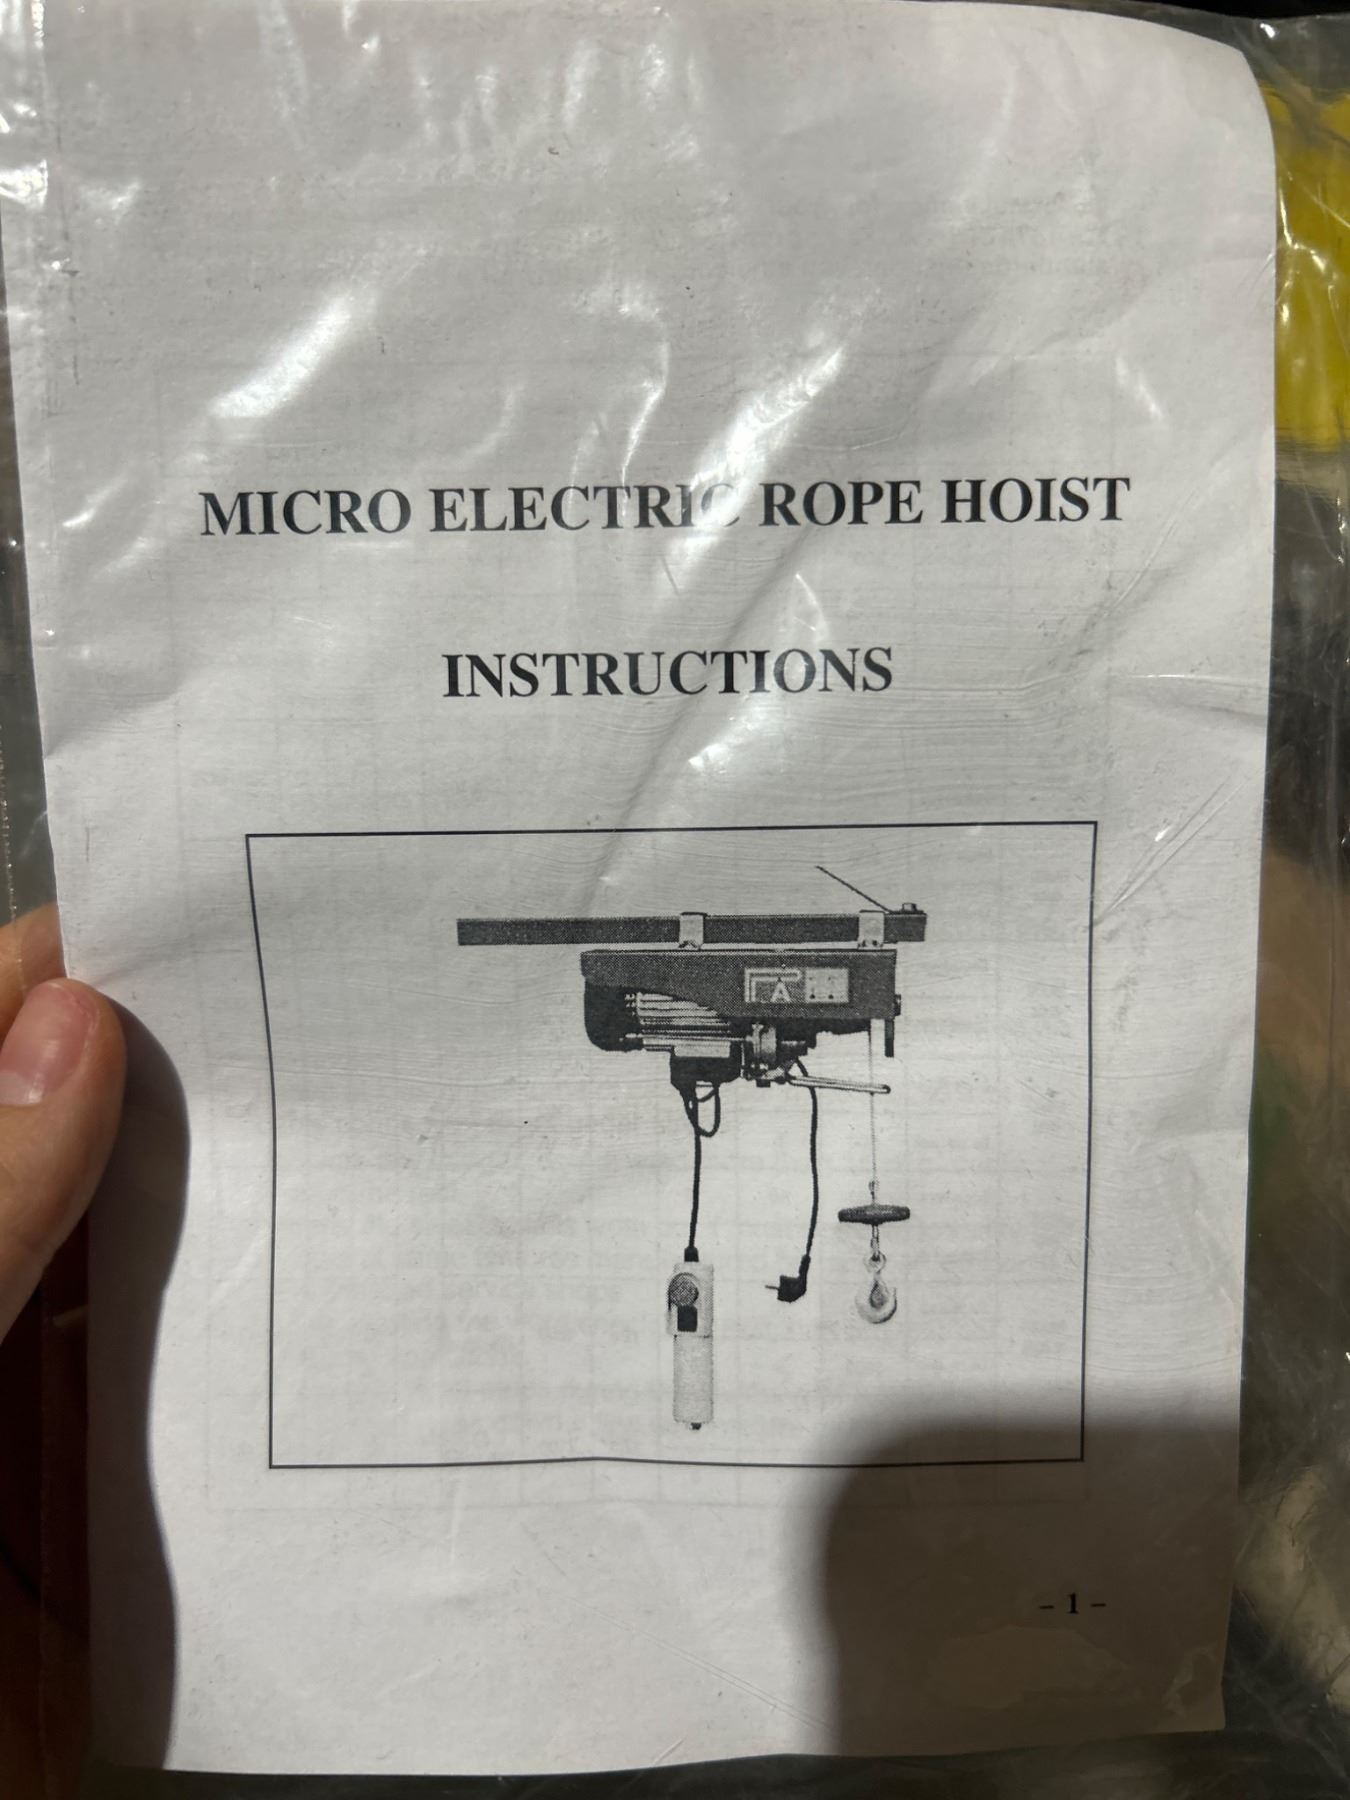 MICRO ELECTRIC ROPE HOIST
INSTRUCTIONS
- 1 -